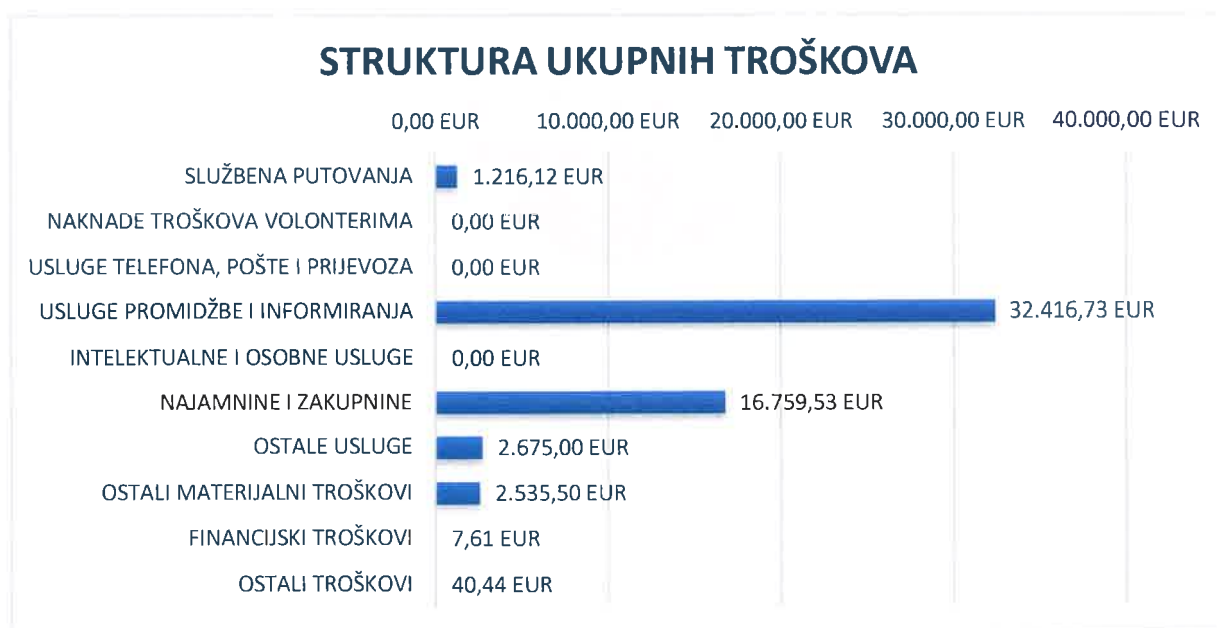 STRUKTURA UKUPNIH TROŠKOVA
0,00 EUR 10.000,00 EUR 20.000,00 EUR 30.000,00 EUR 40.000,00 EUR
SLUŽBENA PUTOVANJA 1.216,12 EUR
NAKNADE TROŠKOVA VOLONTERIMA 0,00 EUR
USLUGE TELEFONA, POŠTE I PRIJEVOZA 0,00 EUR
USLUGE PROMIDŽBE I INFORMIRANJA 32.416,73 EUR
INTELEKTUALNE I OSOBNE USLUGE 0,00 EUR
NAJAMNINE I ZAKUPNINE 16.759,53 EUR
OSTALE USLUGE 2.675,00 EUR
OSTALI MATERIJALNI TROŠKOVI 2.535,50 EUR
FINANCIJSKI TROŠKOVI 7,61 EUR
OSTALI TROŠKOVI 40,44 EUR